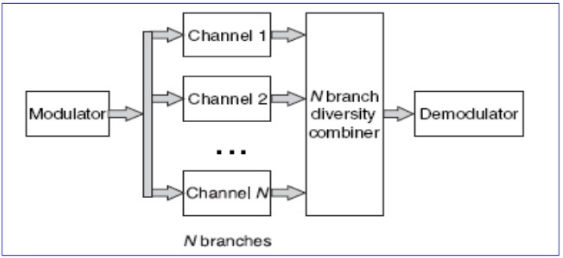 Modulator
Channel 1
Channel 2
...
Channel N
N branches
N branch
diversity
combiner
Demodulator